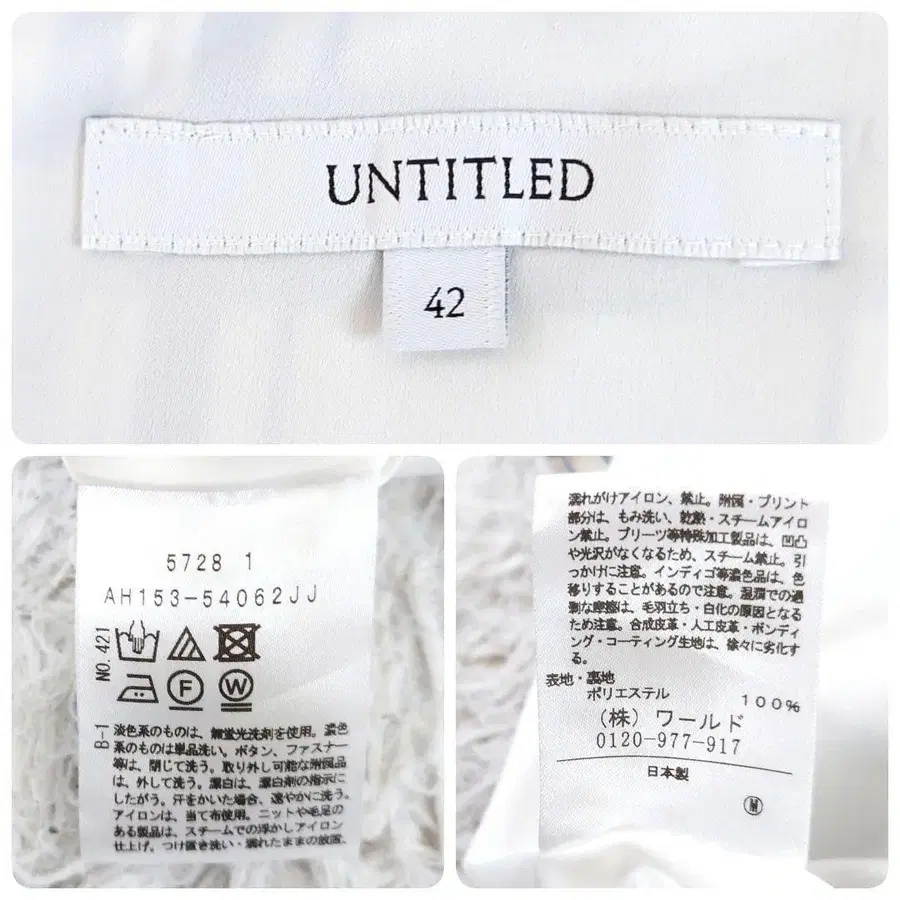 UNTITLED
42
5728 1
AH153-54062JJ
NO.421
B-1
淡色系のものは、無蛍光洗剤を使用。濃色
系のものは単品洗い。ボタン、ファスナー
等は、閉じて洗う。取り外し可能な附属品
は、外して洗う。漂白は、漂白剤の指示に
したがう。汗をかいた場合、速やかに洗う。
アイロンは、当て布使用。ニットや毛足の
ある製品は、スチームでの浮かしアイロン
仕上げ。つけ置き洗い・濡れたままの放置、
濡れがけアイロン、禁止。附属・プリント
部分は、もみ洗い、乾熱・スチームアイロ
ン禁止。プリーツ等特殊加工製品は、凹凸
や光沢がなくなるため、スチーム禁止。引
っかけに注意。インディゴ等濃色品は、色
移りすることがあるので注意。湿潤での過
剰な摩擦は、毛羽立ち・白化の原因となる
ため注意。合成皮革・人工皮革・ボンディ
ング・コーティング生地は、徐々に劣化す
る。
表地・裏地
ポリエステル 100%
(株) ワールド
0120-977-917
日本製
M